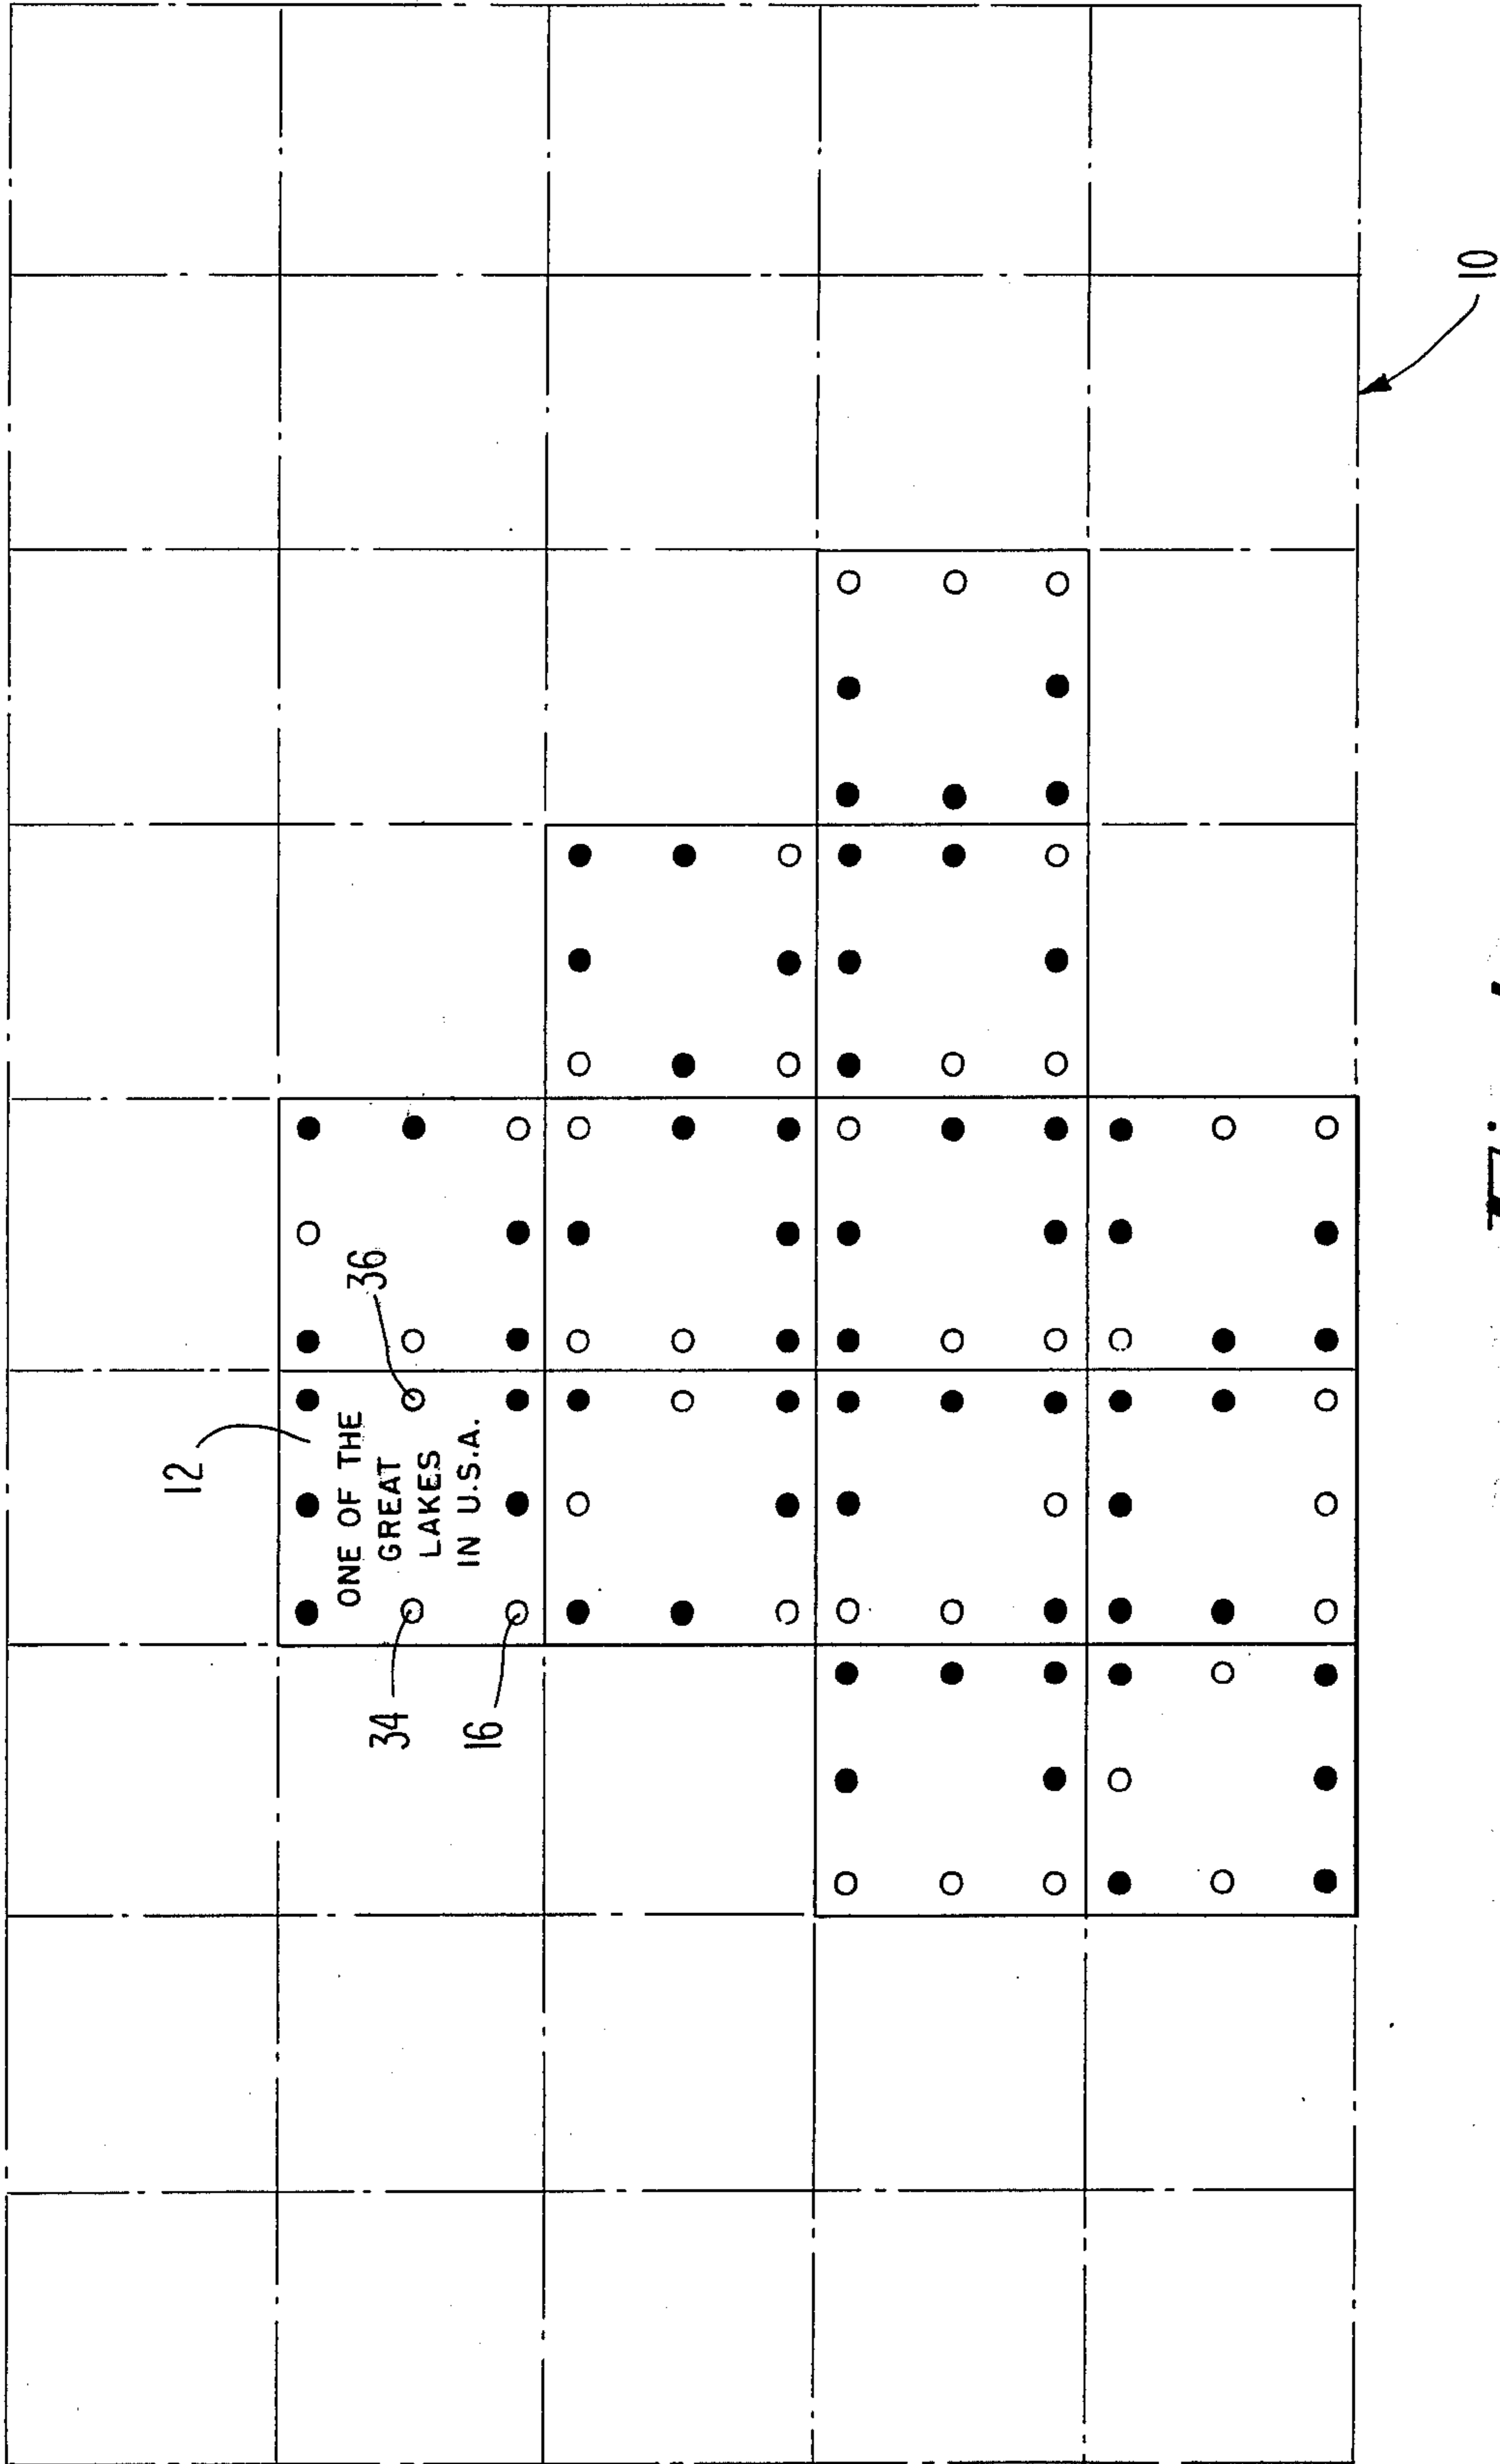 12
ONE OF THE
GREAT
LAKES
IN U.S.A.
34
36
16
10